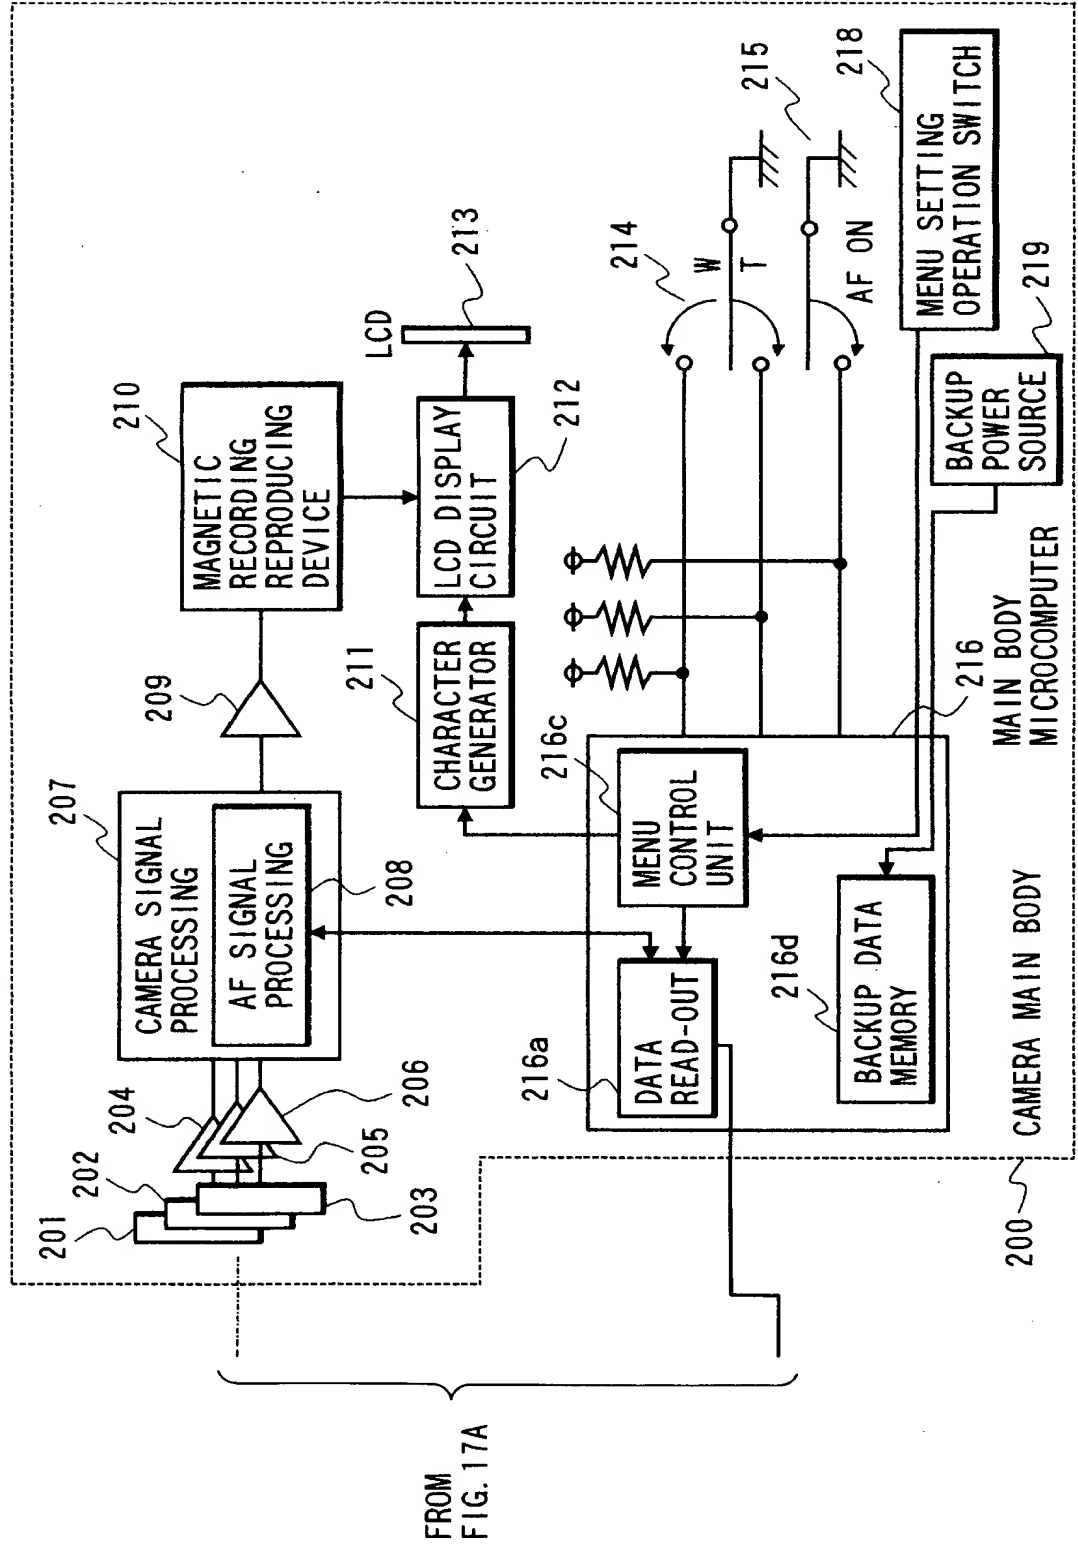 201
202
203
204
205
206
207
CAMERA SIGNAL
PROCESSING
AF SIGNAL
PROCESSING
208
209
210
MAGNETIC
RECORDING
REPRODUCING
DEVICE
211
CHARACTER
GENERATOR
LCD DISPLAY
CIRCUIT
212
LCD
213
214
W
T
215
AF ON
218
MENU SETTING
OPERATION SWITCH
BACKUP
POWER
SOURCE
219
216c
MENU
CONTROL
UNIT
216a
DATA
READ-OUT
216d
BACKUP DATA
MEMORY
216
MAIN BODY
MICROCOMPUTER
CAMERA MAIN BODY
200
FROM
FIG.17A